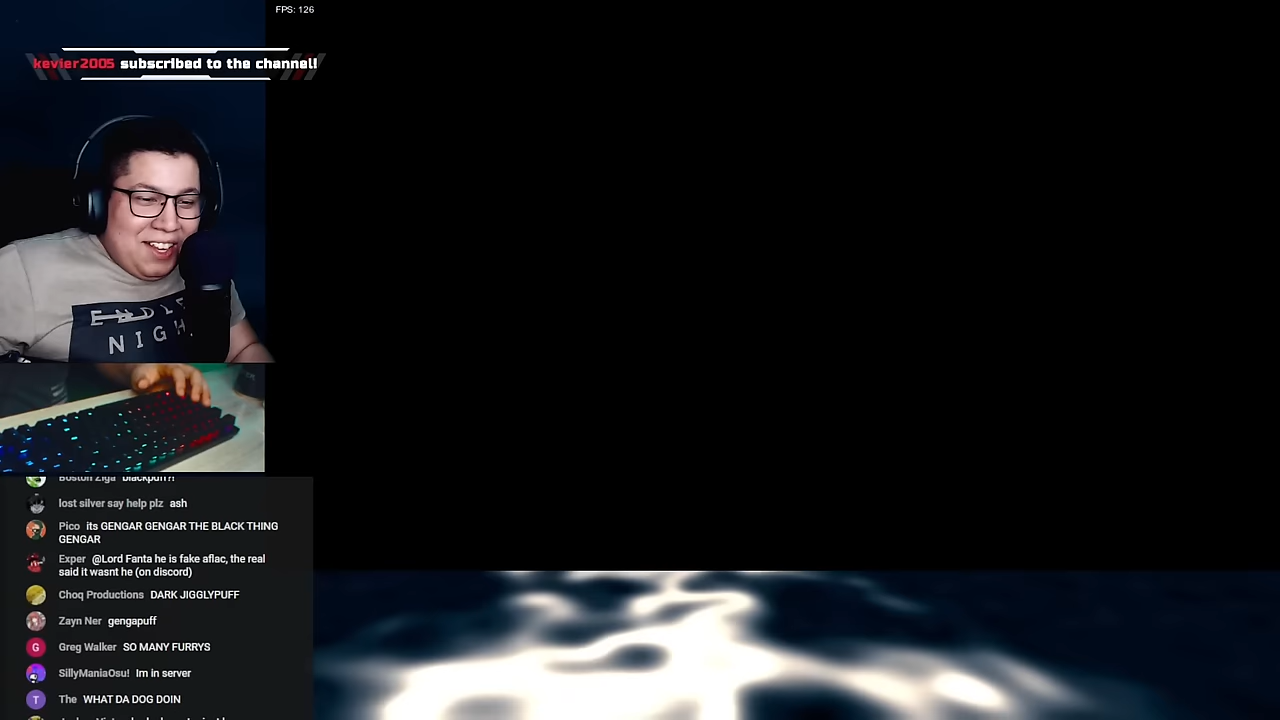 FPS: 126
kevier2005 subscribed to the channel!
NIGH
Boston Ziga blackpuff?!
lost silver say help plz ash
Pico its GENGAR GENGAR THE BLACK THING
GENGAR
Exper @Lord Fanta he is fake aflac, the real
said it wasnt he (on discord)
Choq Productions DARK JIGGLYPUFF
Zayn Ner gengapuff
G Greg Walker SO MANY FURRYS
SillyManiaOsu! Im in server
T The WHAT DA DOG DOIN